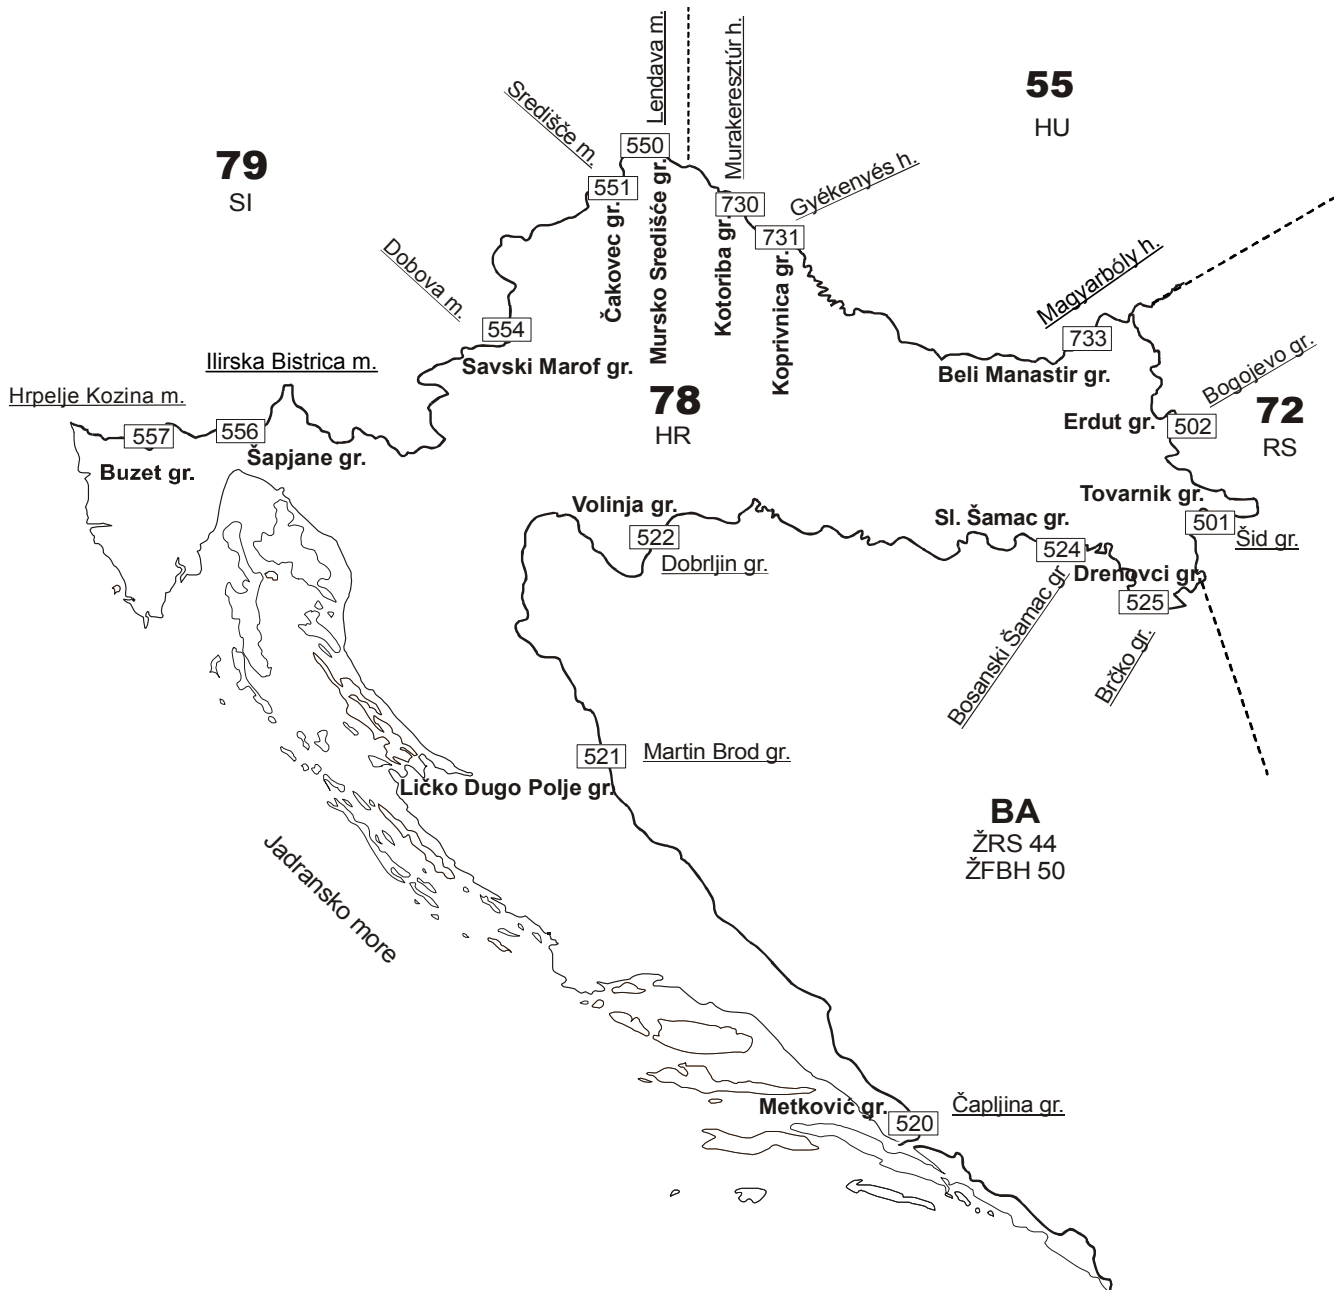 79
SI
55
HU
Središče m.
Lendava m.
Murakeresztúr h.
Gyékenyés h.
550
551
730
731
Čakovec gr.
Mursko Središće gr.
Kotoriba gr.
Koprivnica gr.
Dobova m.
554
Savski Marof gr.
Magyarbóly h.
733
Beli Manastir gr.
Ilirska Bistrica m.
Hrpelje Kozina m.
557
556
Buzet gr.
Šapjane gr.
78
HR
Bogojevo gr.
Erdut gr.
502
72
RS
Tovarnik gr.
501
Šid gr.
Volinja gr.
522
Dobrljin gr.
Sl. Šamac gr.
524
Drenovci gr.
525
Bosanski Šamac gr
Brčko gr.
521
Martin Brod gr.
Ličko Dugo Polje gr.
BA
ŽRS 44
ŽFBH 50
Jadransko more
Metković gr.
520
Čapljina gr.